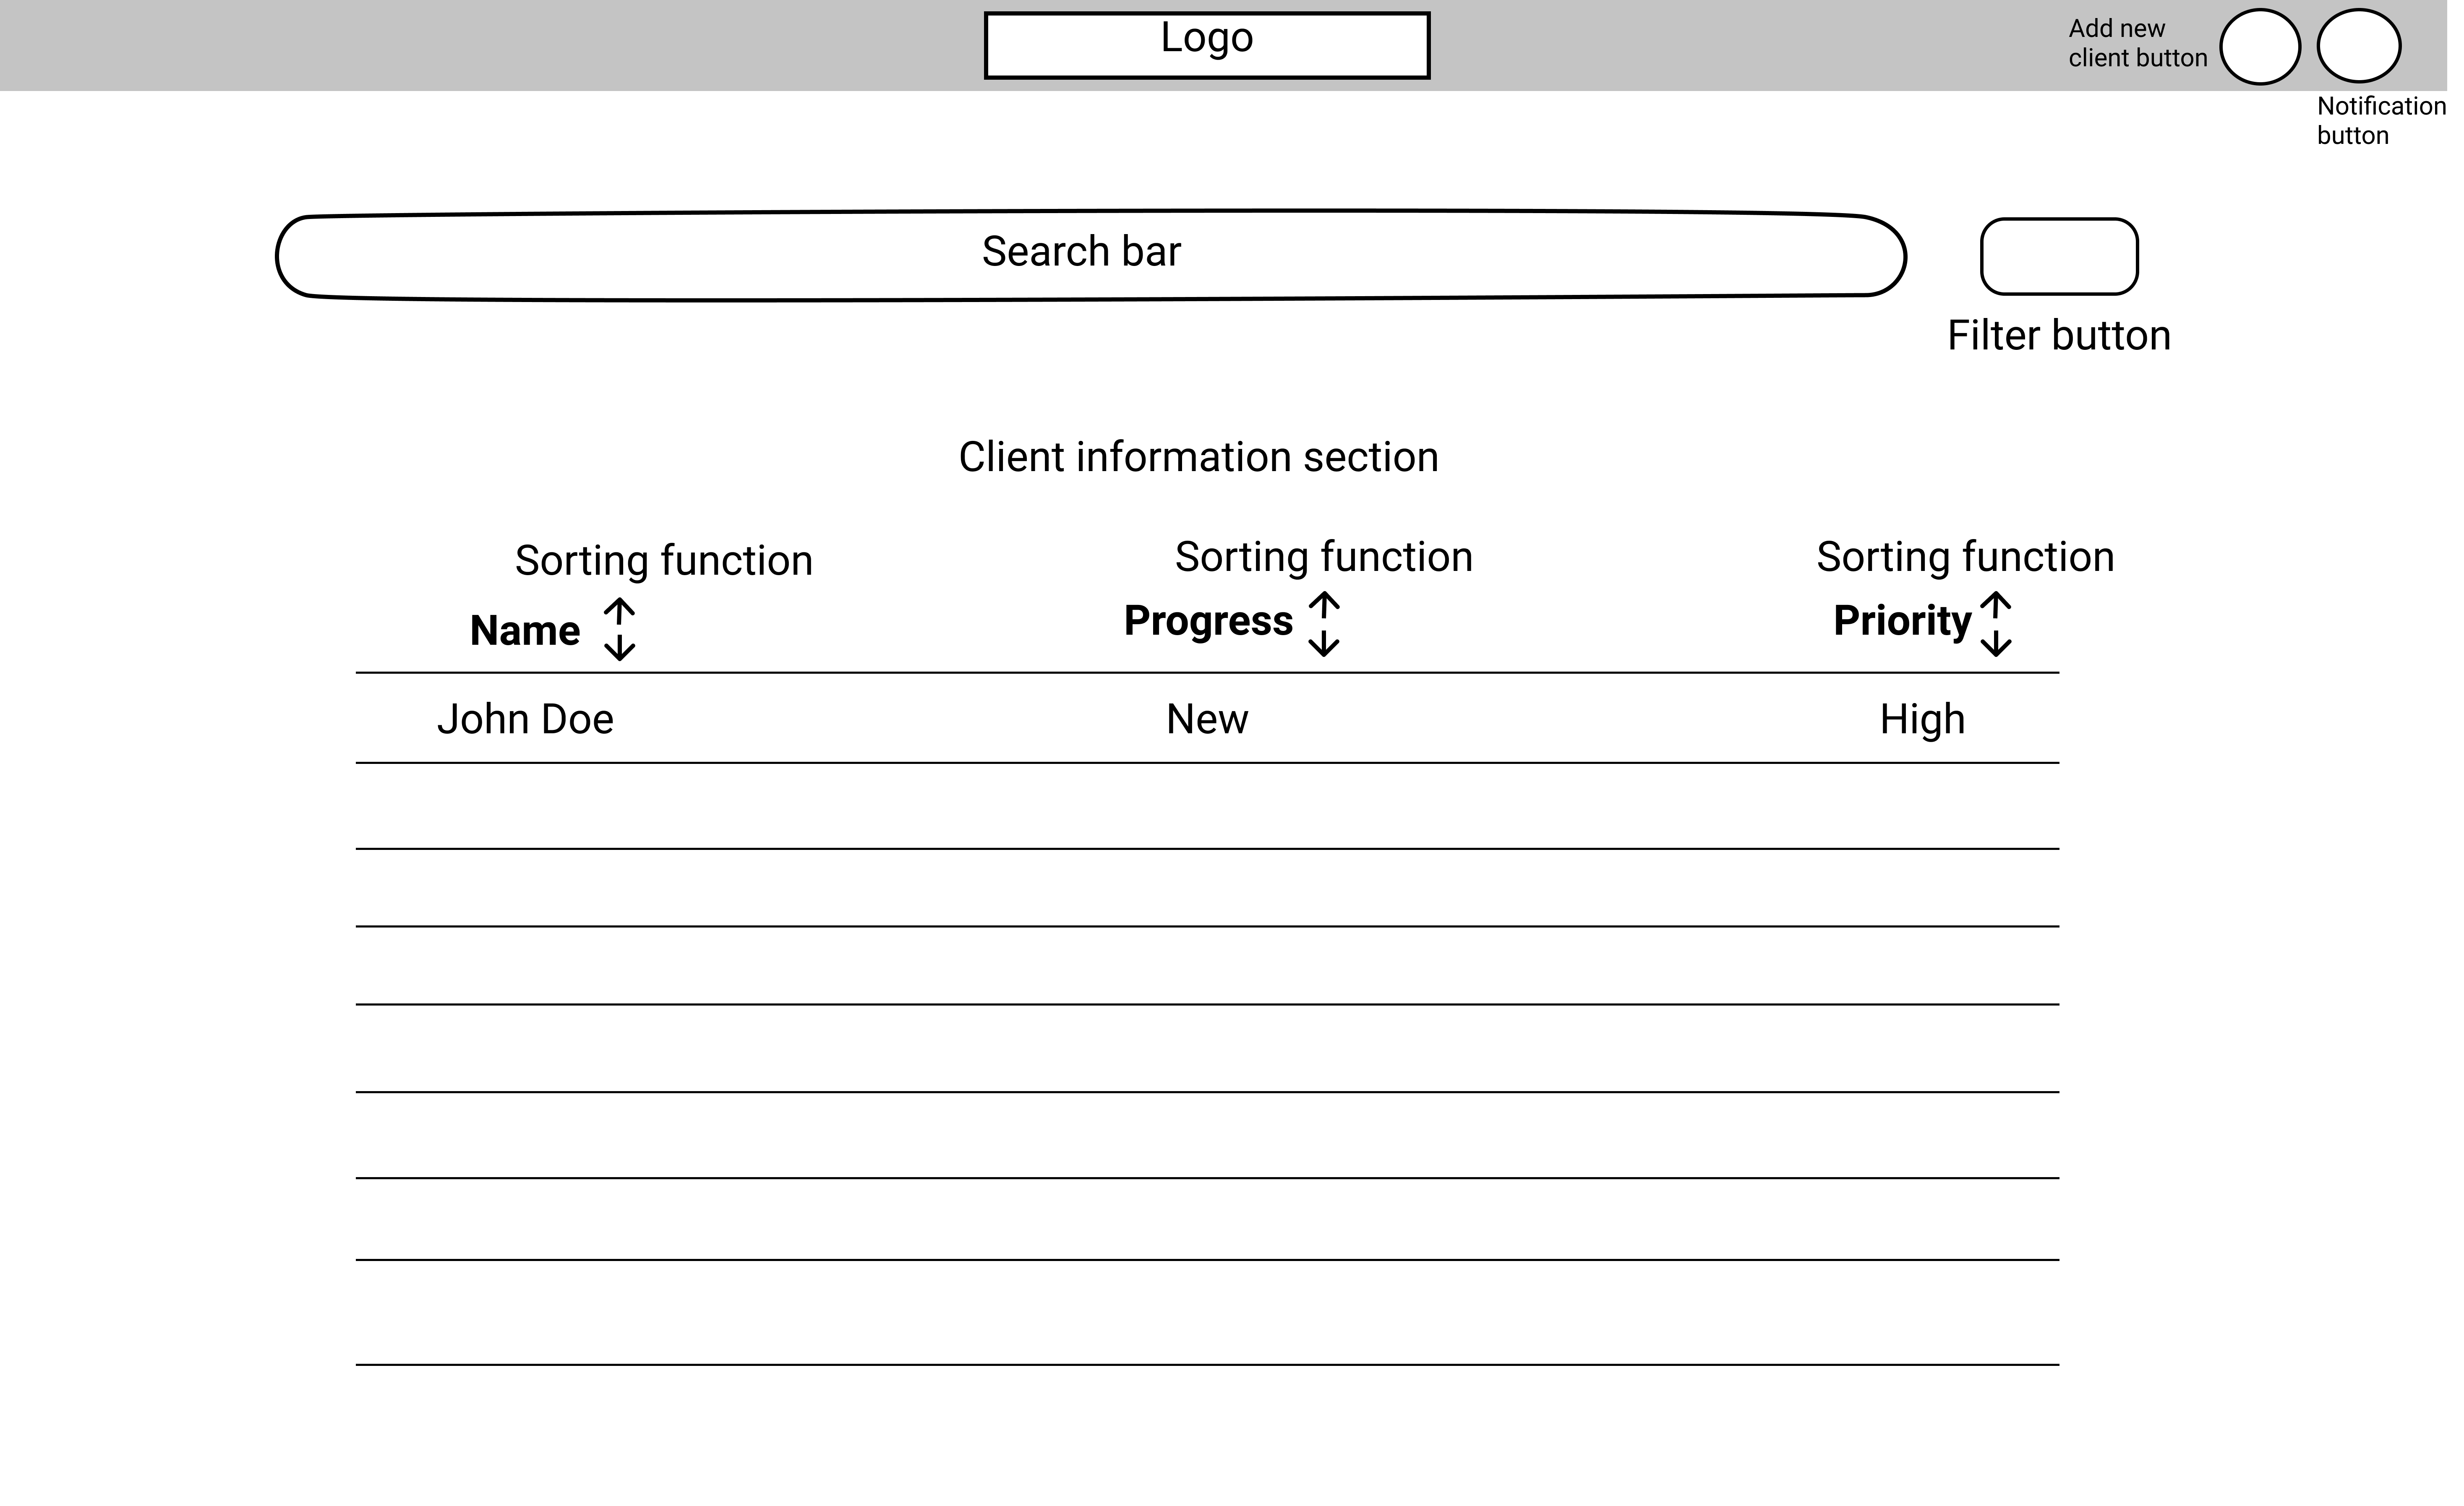 Logo
Add new
client button
Notification
button
Search bar
Filter button
Client information section
Sorting function
Sorting function
Sorting function
Name
Progress
Priority
John Doe
New
High